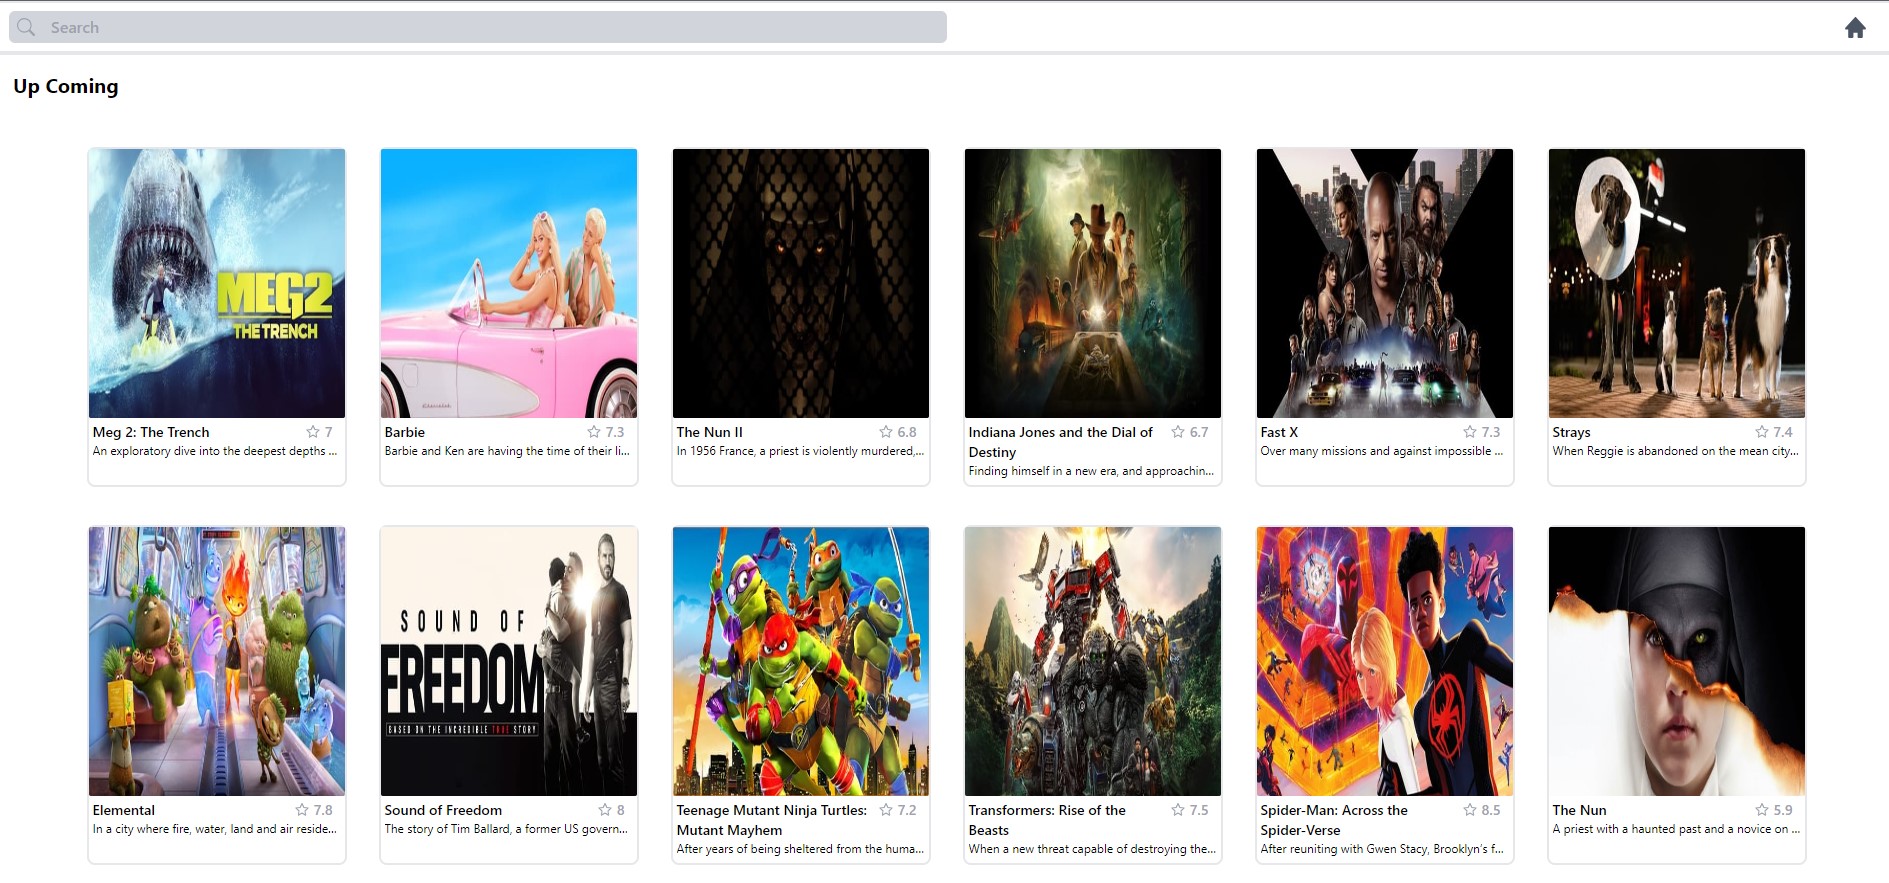 Search
Up Coming
MEG2
THE TRENCH
Meg 2: The Trench 7
An exploratory dive into the deepest depths ...
Barbie 7.3
Barbie and Ken are having the time of their li...
The Nun II 6.8
In 1956 France, a priest is violently murdered,...
Indiana Jones and the Dial of 6.7
Destiny
Finding himself in a new era, and approachin...
Fast X 7.3
Over many missions and against impossible ...
Strays 7.4
When Reggie is abandoned on the mean city...
Elemental 7.8
In a city where fire, water, land and air reside...
SOUND OF
FREEDOM
BASED ON THE INCREDIBLE TRUE STORY
Sound of Freedom 8
The story of Tim Ballard, a former US govern...
Teenage Mutant Ninja Turtles: 7.2
Mutant Mayhem
After years of being sheltered from the huma...
Transformers: Rise of the 7.5
Beasts
When a new threat capable of destroying the...
Spider-Man: Across the 8.5
Spider-Verse
After reuniting with Gwen Stacy, Brooklyn's f...
The Nun 5.9
A priest with a haunted past and a novice on ...